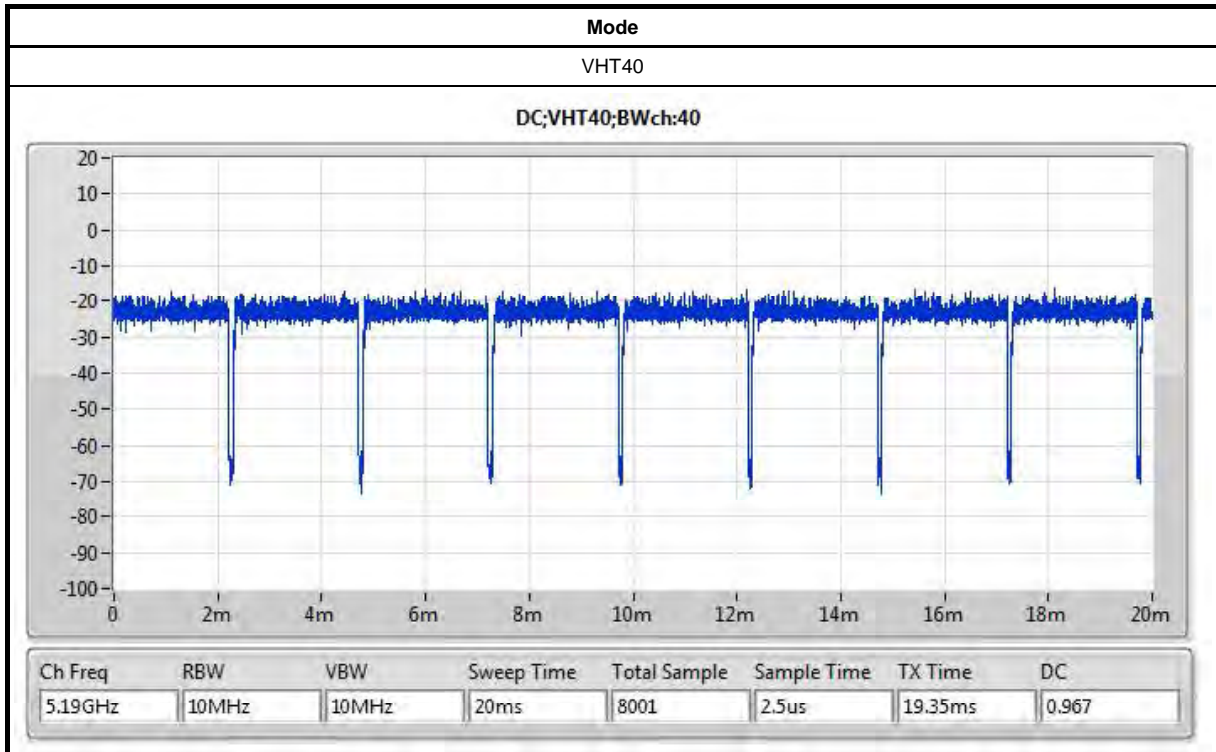 Mode
VHT40
DC;VHT40;BWch:40
20
10
0
-10
-20
-30
-40
-50
-60
-70
-80
-90
-100
0 2m 4m 6m 8m 10m 12m 14m 16m 18m 20m
Ch Freq RBW VBW Sweep Time Total Sample Sample Time TX Time DC
5.19GHz 10MHz 10MHz 20ms 8001 2.5us 19.35ms 0.967